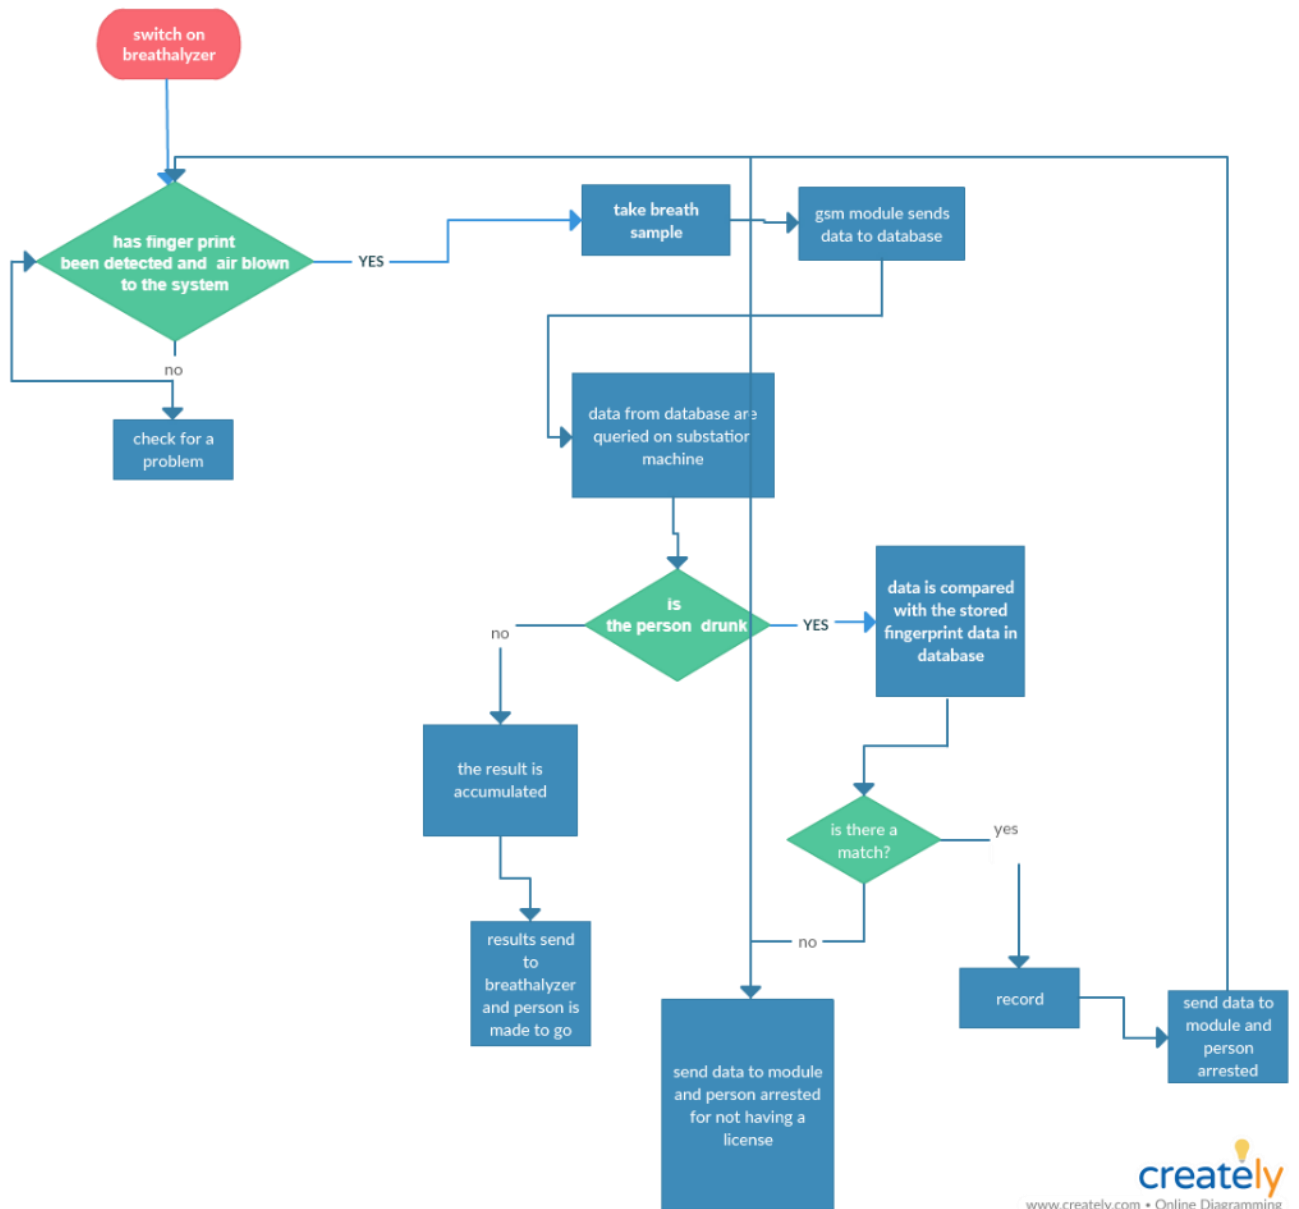 switch on
breathalyzer
has finger print
been detected and air blown
to the system
YES
take breath
sample
gsm module sends
data to database
no
check for a
problem
data from database are
queried on substation
machine
is
the person drunk
YES
no
data is compared
with the stored
fingerprint data in
database
the result is
accumulated
is there a
match?
yes
no
results send
to
breathalyzer
and person is
made to go
record
send data to
module and
person
arrested
send data to module
and person arrested
for not having a
license
creately
www.creately.com • Online Diagramming